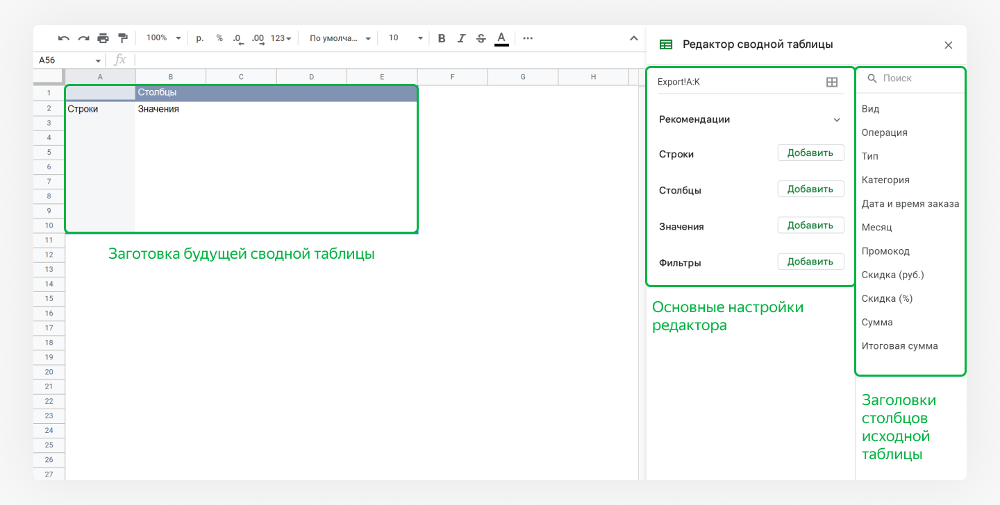 100% р. % .0 .00 123 По умолча... 10 B I S A
A56 fx
A B C D E F G H
1 Столбцы
2 Строки Значения
3
4
5
6
7
8
9
10
11
12
13
14
15
16
17
18
19
20
21
22
23
24
25
26
27
Заготовка будущей сводной таблицы
Редактор сводной таблицы
Export!A:K
Рекомендации
Строки Добавить
Столбцы Добавить
Значения Добавить
Фильтры Добавить
Основные настройки
редактора
Поиск
Вид
Операция
Тип
Категория
Дата и время заказа
Месяц
Промокод
Скидка (руб.)
Скидка (%)
Сумма
Итоговая сумма
Заголовки
столбцов
исходной
таблицы